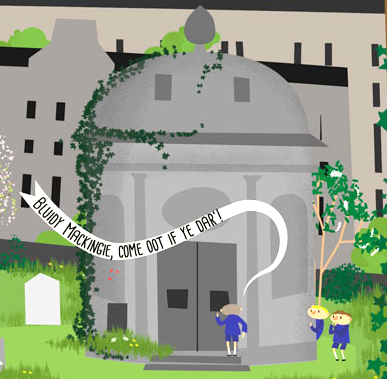 BLUIDY MACKINGIE, COME OOT IF YE DAR'!